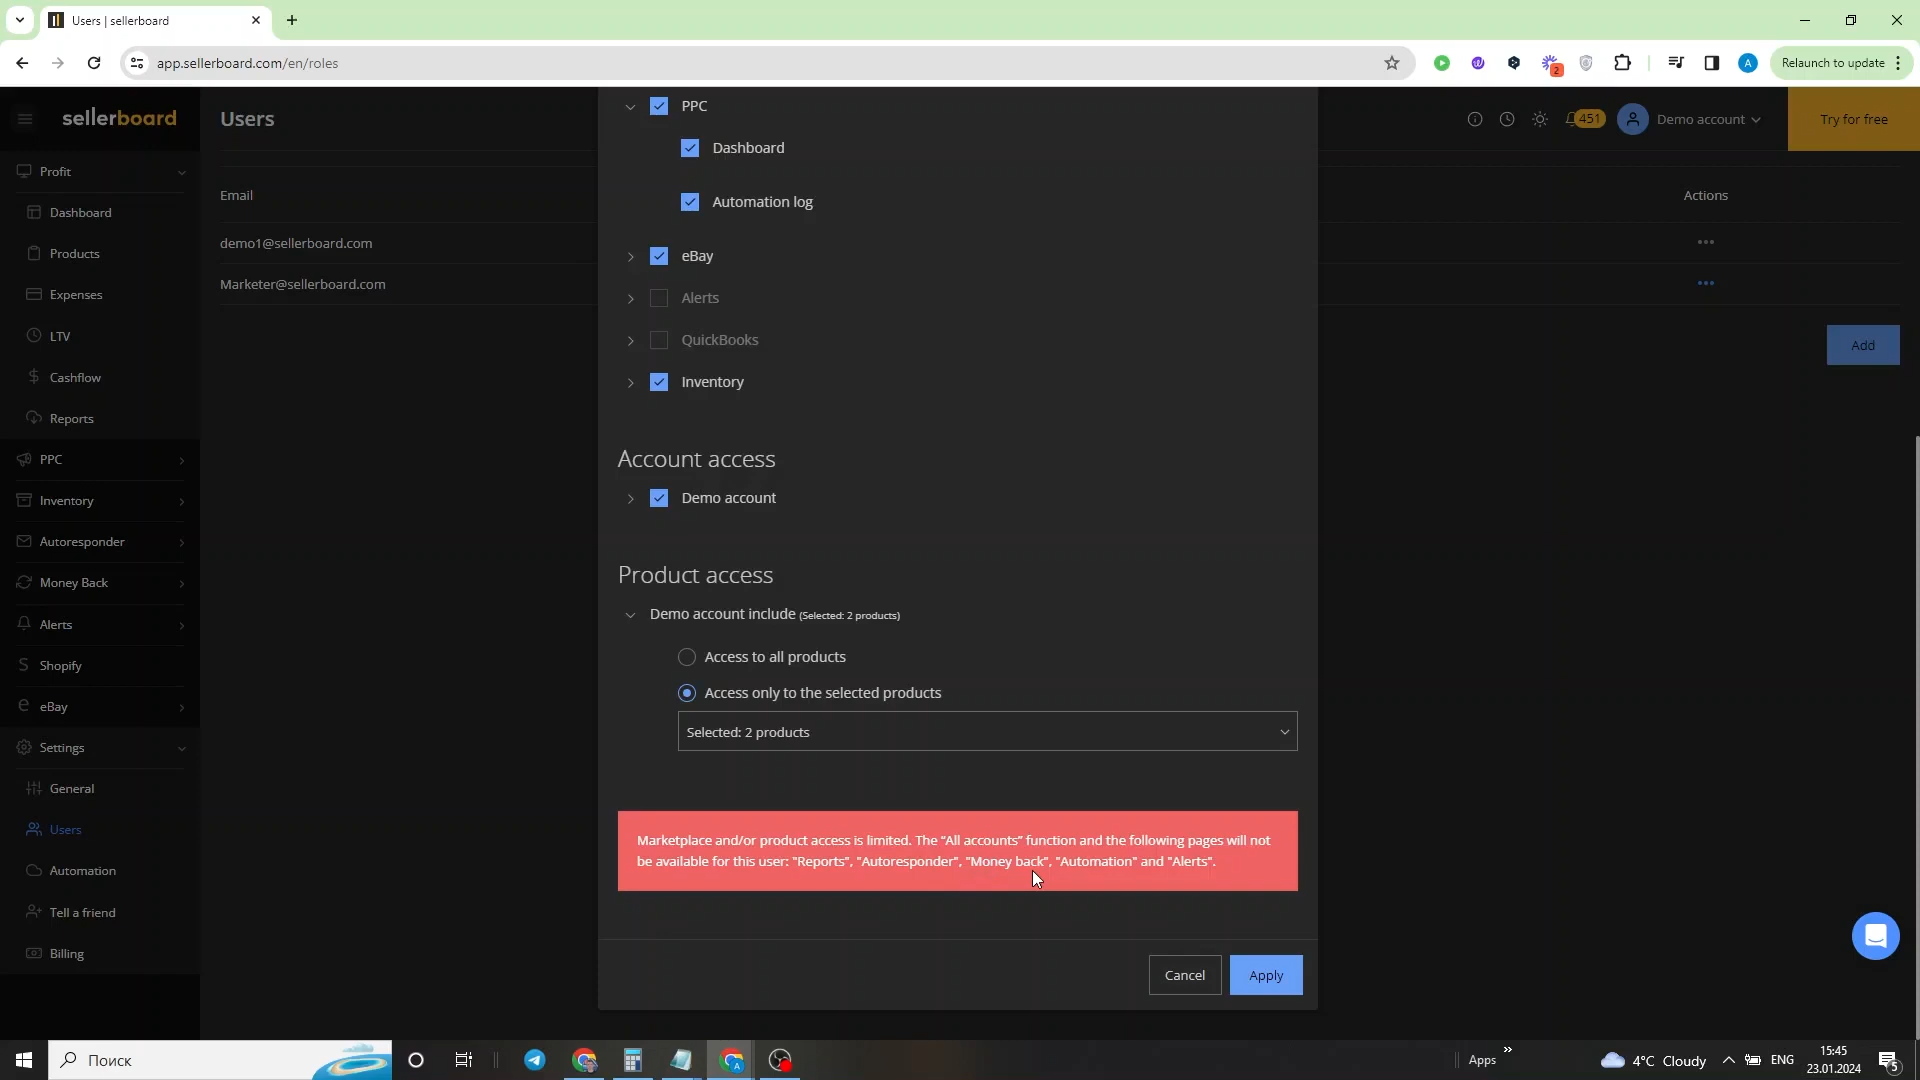 Users | sellerboard
app.sellerboard.com/en/roles
2
Relaunch to update
sellerboard
Users
451
Demo account
Try for free
Profit
Dashboard
Products
Expenses
LTV
Cashflow
Reports
PPC
Inventory
Autoresponder
Money Back
Alerts
Shopify
eBay
Settings
General
Users
Automation
Tell a friend
Billing
Email
Actions
demo1@sellerboard.com
Marketer@sellerboard.com
Add
PPC
Dashboard
Automation log
eBay
Alerts
QuickBooks
Inventory
Account access
Demo account
Product access
Demo account include (Selected: 2 products)
Access to all products
Access only to the selected products
Selected: 2 products
Marketplace and/or product access is limited. The "All accounts" function and the following pages will not
be available for this user: "Reports", "Autoresponder", "Money back", "Automation" and "Alerts".
Cancel
Apply
Поиск
Apps
4°C Cloudy
ENG
15:45
23.01.2024
5